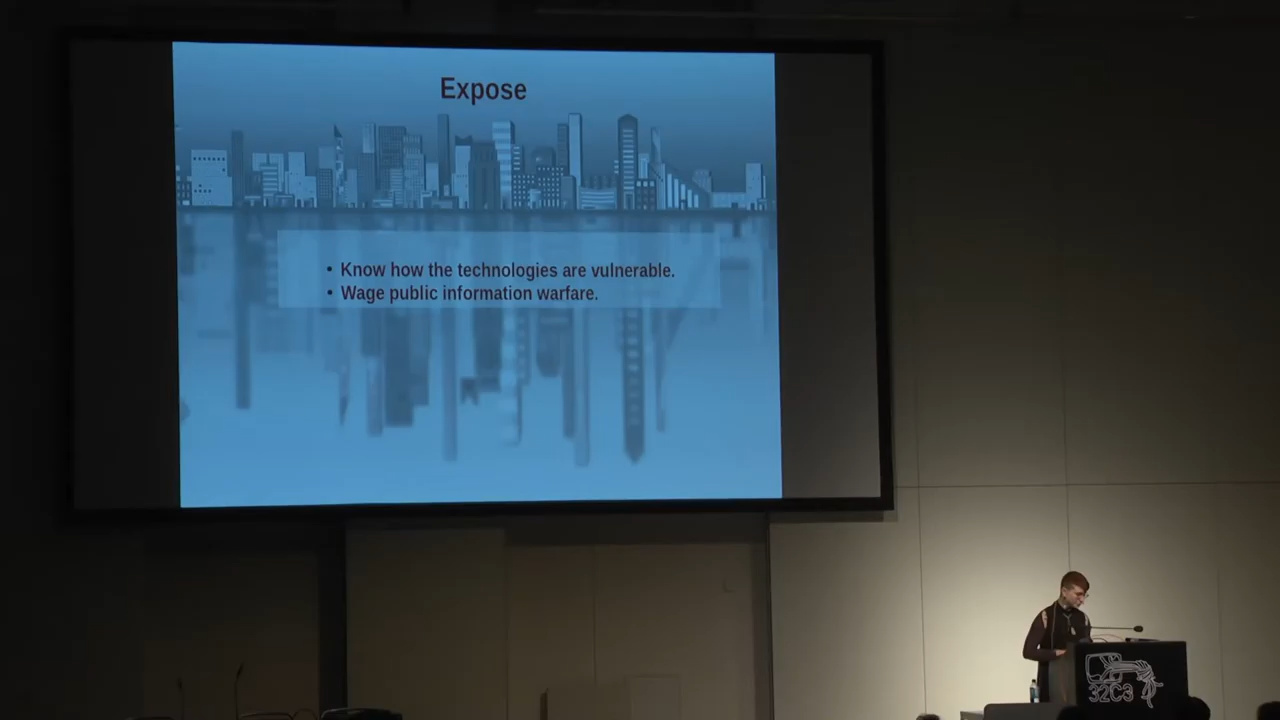 Expose
• Know how the technologies are vulnerable.
• Wage public information warfare.
32C3